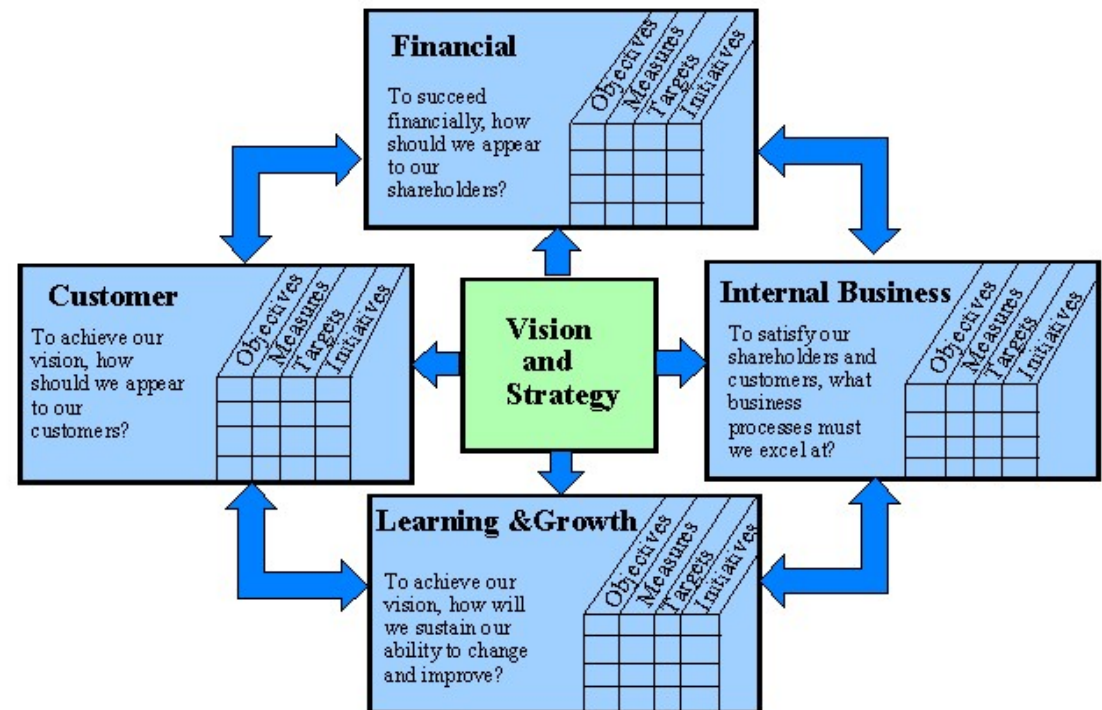 Financial
To succeed
financially, how
should we appear
to our
shareholders?
Objectives
Measures
Targets
Initiatives
Customer
To achieve our
vision, how
should we appear
to our
customers?
Objectives
Measures
Targets
Initiatives
Vision
and
Strategy
Internal Business
To satisfy our
shareholders and
customers, what
business
processes must
we excel at?
Objectives
Measures
Targets
Initiatives
Learning &Growth
To achieve our
vision, how will
we sustain our
ability to change
and improve?
Objectives
Measures
Targets
Initiatives